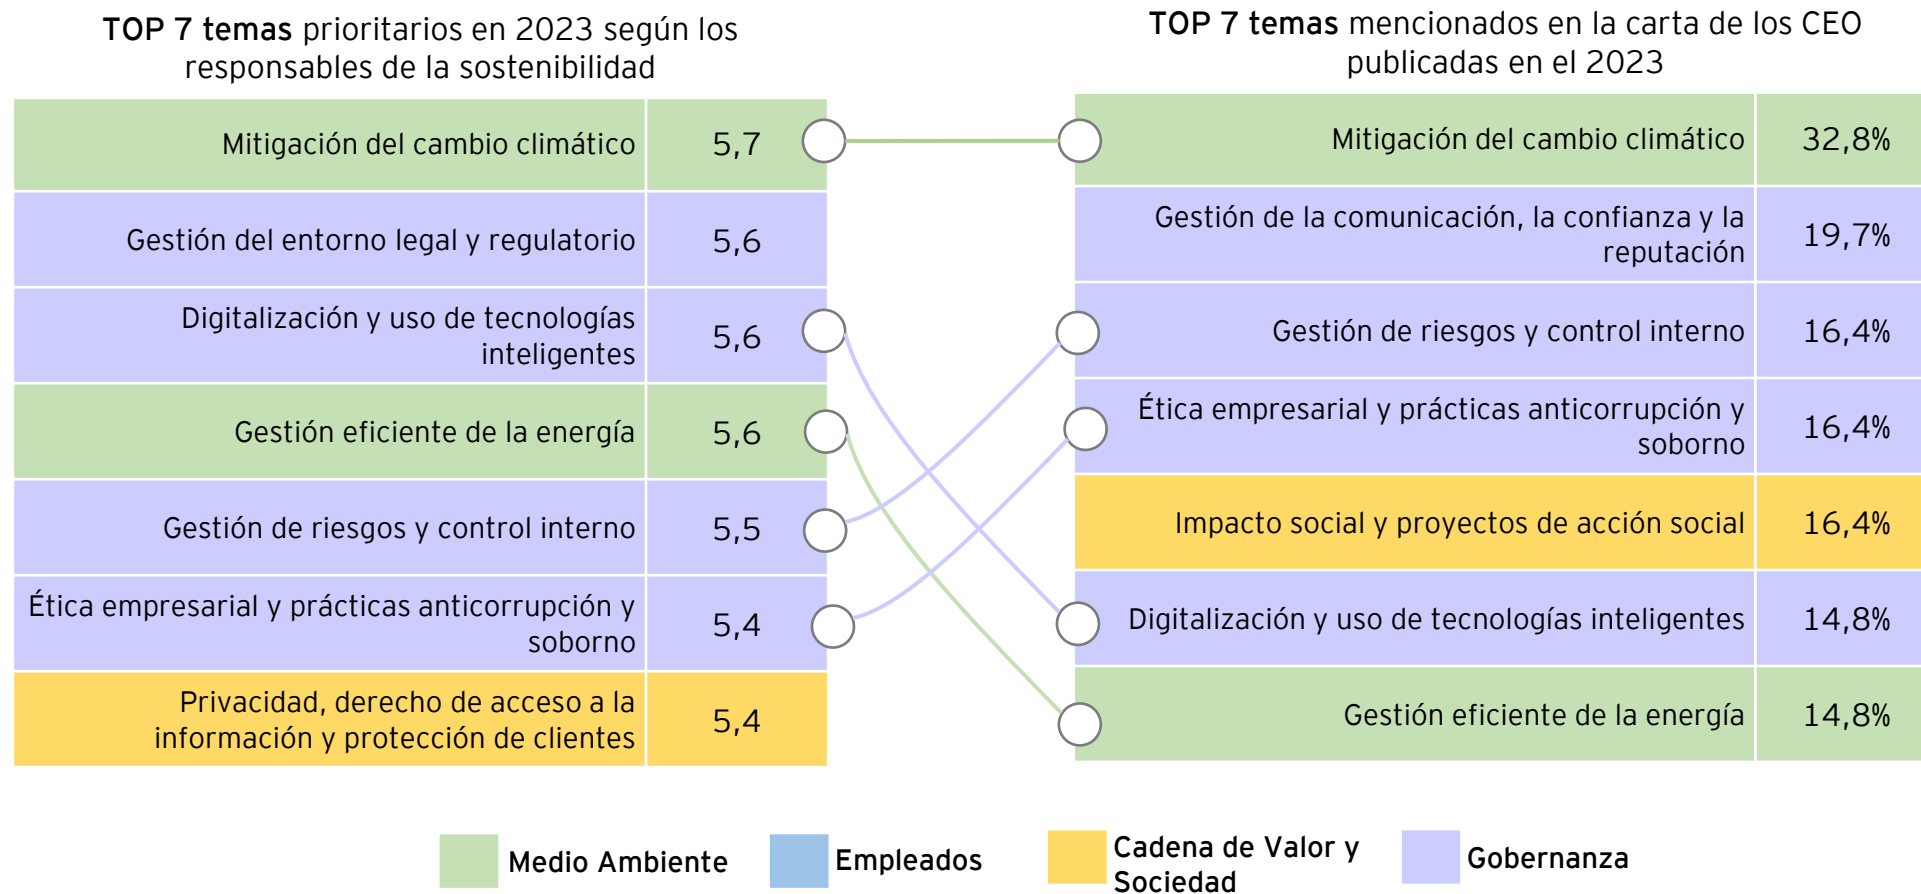 TOP 7 temas prioritarios en 2023 según los
responsables de la sostenibilidad
Mitigación del cambio climático 5,7
Gestión del entorno legal y regulatorio 5,6
Digitalización y uso de tecnologías
inteligentes 5,6
Gestión eficiente de la energía 5,6
Gestión de riesgos y control interno 5,5
Ética empresarial y prácticas anticorrupción y
soborno 5,4
Privacidad, derecho de acceso a la
información y protección de clientes 5,4
TOP 7 temas mencionados en la carta de los CEO
publicadas en el 2023
Mitigación del cambio climático 32,8%
Gestión de la comunicación, la confianza y la
reputación 19,7%
Gestión de riesgos y control interno 16,4%
Ética empresarial y prácticas anticorrupción y
soborno 16,4%
Impacto social y proyectos de acción social 16,4%
Digitalización y uso de tecnologías inteligentes 14,8%
Gestión eficiente de la energía 14,8%
Medio Ambiente
Empleados
Cadena de Valor y
Sociedad
Gobernanza